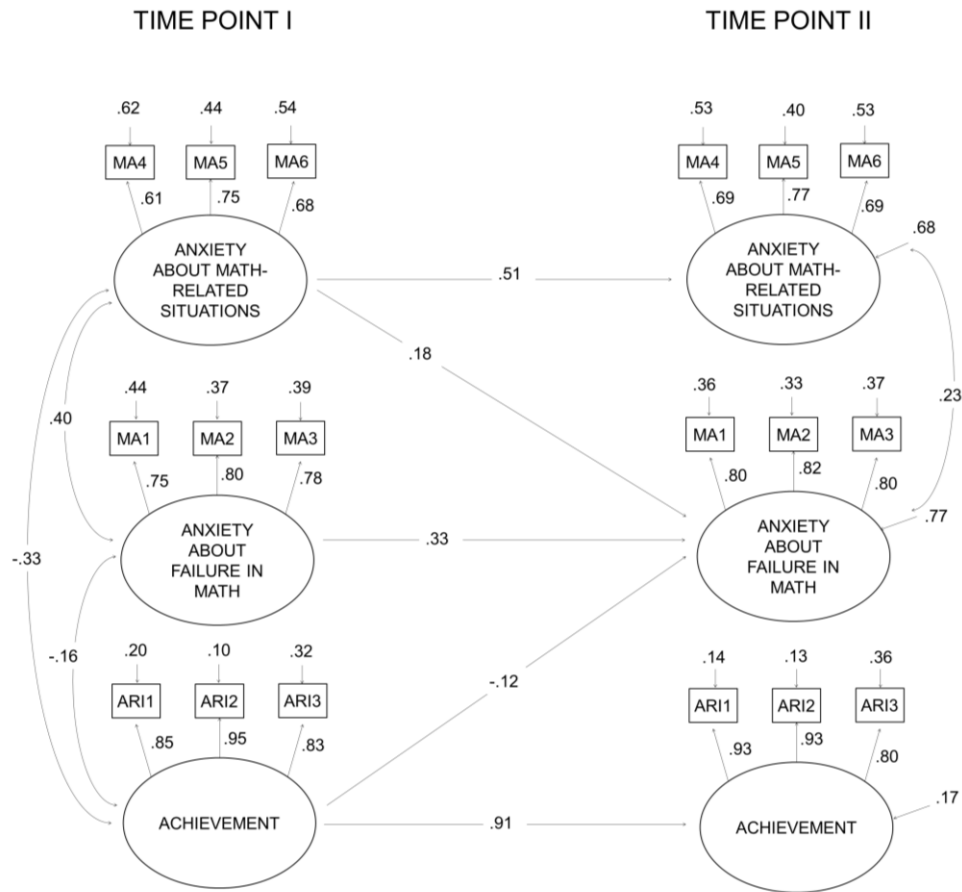 TIME POINT I TIME POINT II
.62 .44 .54 .53 .40 .53
MA4 MA5 MA6 MA4 MA5 MA6
.61 .75 .68 .69 .77 .69
.68
ANXIETY
ABOUT MATH-
RELATED
SITUATIONS
.51
ANXIETY
ABOUT MATH-
RELATED
SITUATIONS
.18
.40
.23
.44 .37 .39 .36 .33 .37
MA1 MA2 MA3 MA1 MA2 MA3
.75 .80 .78 .80 .82 .80
.77
-.33
ANXIETY
ABOUT
FAILURE IN
MATH
.33
ANXIETY
ABOUT
FAILURE IN
MATH
-.16
-.12
.20 .10 .32 .14 .13 .36
ARI1 ARI2 ARI3 ARI1 ARI2 ARI3
.85 .95 .83 .93 .93 .80
.17
ACHIEVEMENT .91 ACHIEVEMENT